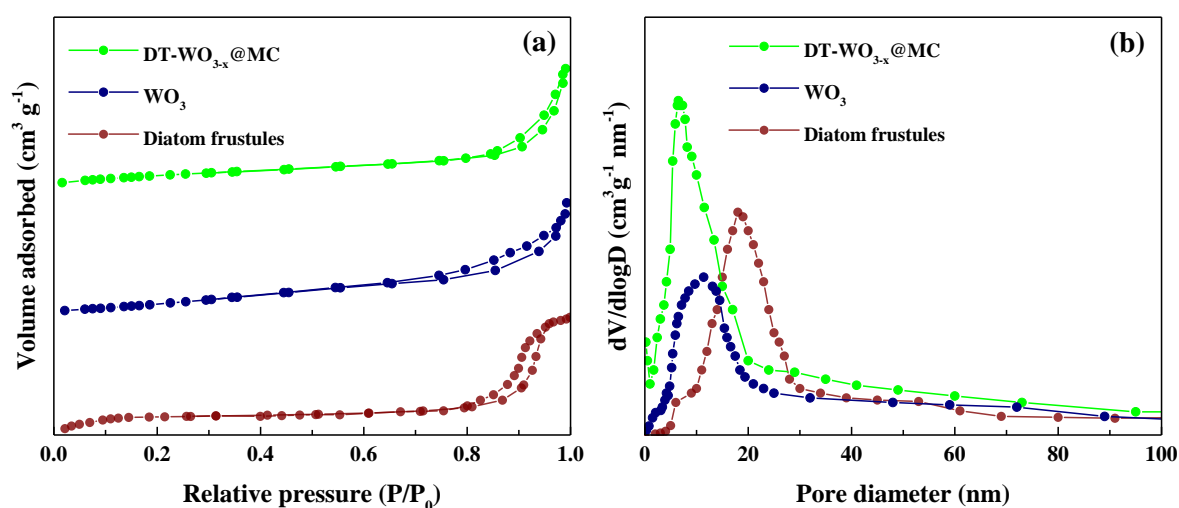 (a)
DT-WO3-x@MC
WO3
Diatom frustules
Volume adsorbed (cm3 g-1)
0.0 0.2 0.4 0.6 0.8 1.0
Relative pressure (P/P0)
(b)
DT-WO3-x@MC
WO3
Diatom frustules
dV/dlogD (cm3g-1 nm-1)
0 20 40 60 80 100
Pore diameter (nm)